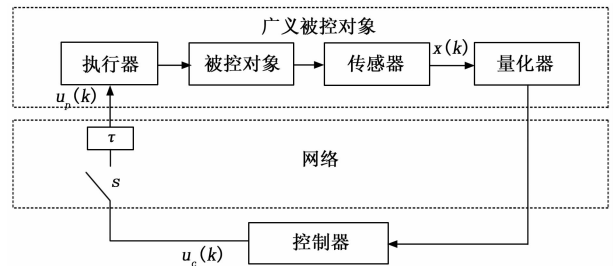 广义被控对象
执行器
被控对象
传感器
x(k)
量化器
u_p(k)
τ
网络
s
控制器
u_c(k)